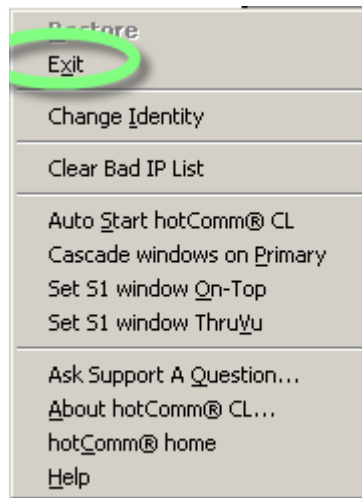 Restore
Exit
Change Identity
Clear Bad IP List
Auto Start hotComm® CL
Cascade windows on Primary
Set S1 window On-Top
Set S1 window ThruVu
Ask Support A Question...
About hotComm® CL...
hotComm® home
Help